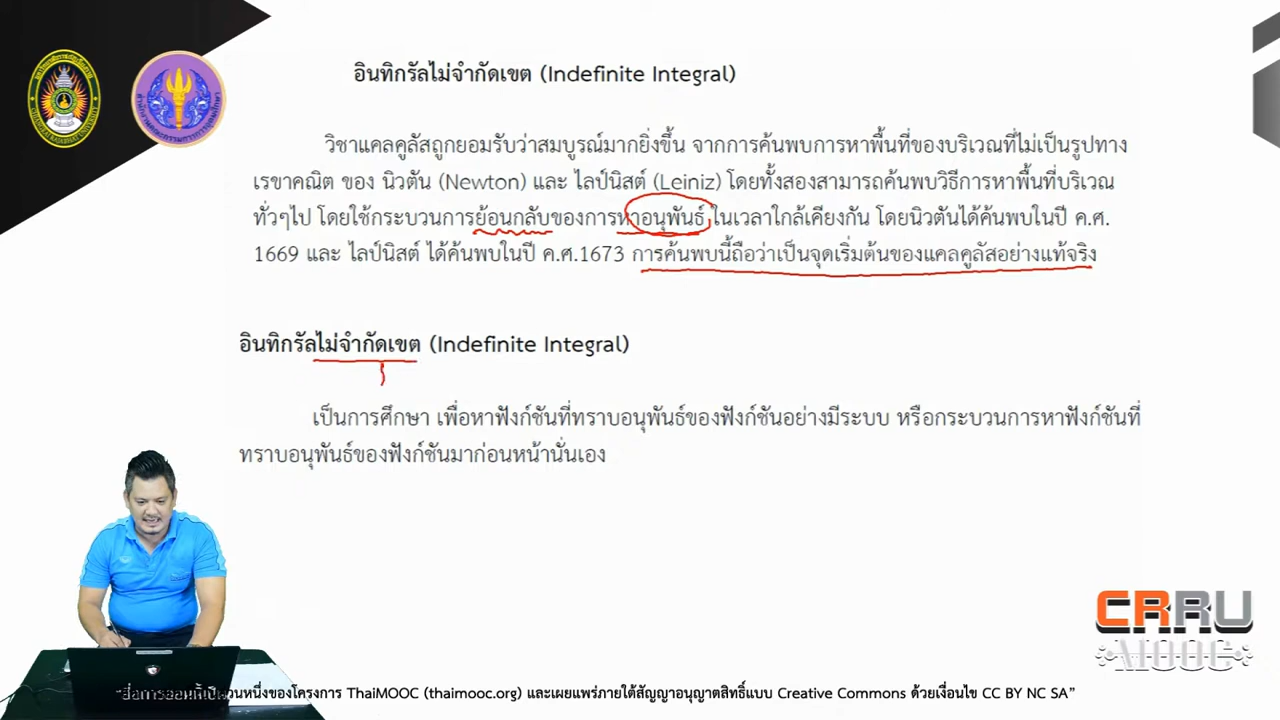 อินทิกรัลไม่จำกัดเขต (Indefinite Integral)
วิชาแคลคูลัสถูกยอมรับว่าสมบูรณ์มากยิ่งขึ้น จากการค้นพบการหาพื้นที่ของบริเวณที่ไม่เป็นรูปทาง
เรขาคณิต ของ นิวตัน (Newton) และ ไลป์นิสต์ (Leiniz) โดยทั้งสองสามารถค้นพบวิธีการหาพื้นที่บริเวณ
ทั่วๆไป โดยใช้กระบวนการย้อนกลับของการหาอนุพันธ์ ในเวลาใกล้เคียงกัน โดยนิวตันได้ค้นพบในปี ค.ศ.
1669 และ ไลป์นิสต์ ได้ค้นพบในปี ค.ศ.1673 การค้นพบนี้ถือว่าเป็นจุดเริ่มต้นของแคลคูลัสอย่างแท้จริง
อินทิกรัลไม่จำกัดเขต (Indefinite Integral)
เป็นการศึกษา เพื่อหาฟังก์ชันที่ทราบอนุพันธ์ของฟังก์ชันอย่างมีระบบ หรือกระบวนการหาฟังก์ชันที่
ทราบอนุพันธ์ของฟังก์ชันมาก่อนหน้านั่นเอง
CRRU
MOOC
"สื่อการสอนนี้เป็นส่วนหนึ่งของโครงการ ThaiMOOC (thaimooc.org) และเผยแพร่ภายใต้สัญญาอนุญาตสิทธิ์แบบ Creative Commons ด้วยเงื่อนไข CC BY NC SA"